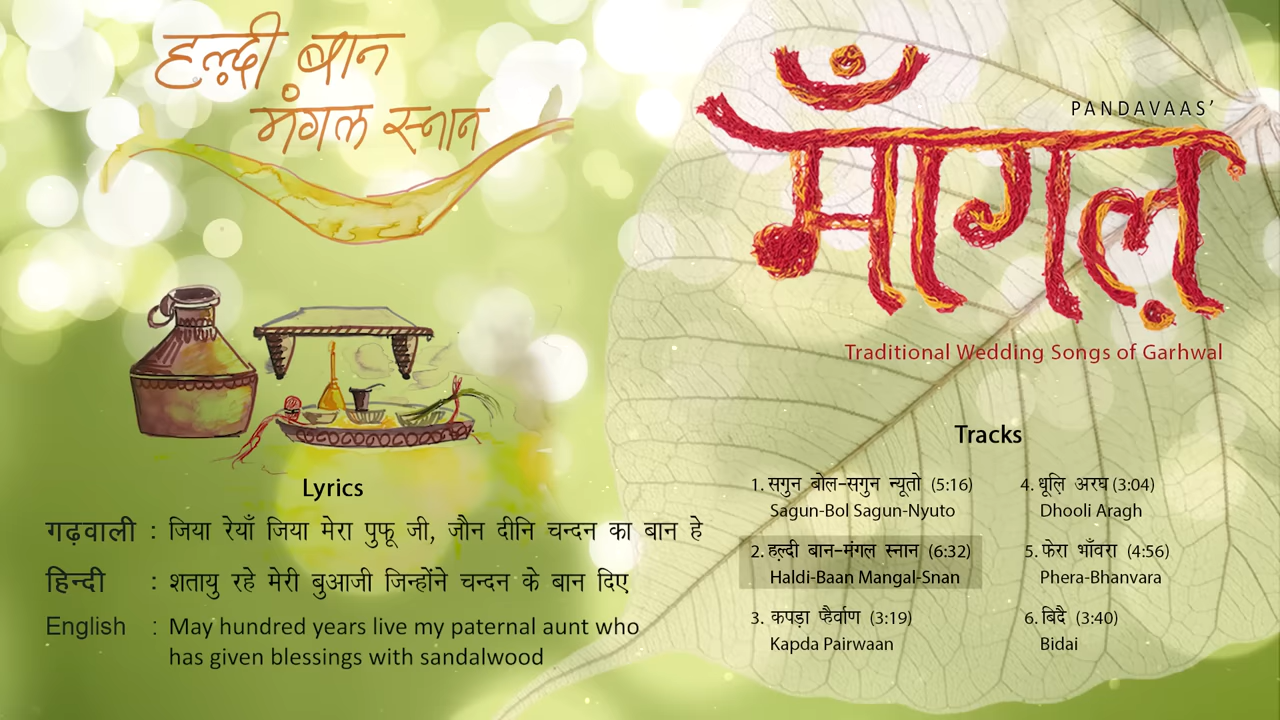 हल्दी बान
मंगल स्नान
PANDAVAAS’
माँगल़
Traditional Wedding Songs of Garhwal
Lyrics
गढ़वाली : जिया रेयाँ जिया मेरा पुफू जी, जौन दीनि चन्दन का बान हे
हिन्दी : शतायु रहे मेरी बुआजी जिन्होंने चन्दन के बान दिए
English : May hundred years live my paternal aunt who
has given blessings with sandalwood
Tracks
1. सगुन बोल-सगुन न्यूतो (5:16)
Sagun-Bol Sagun-Nyuto
2. हल़्दी बान-मंगल स्नान (6:32)
Haldi-Baan Mangal-Snan
3. कपड़ा प्हैर्वाण (3:19)
Kapda Pairwaan
4. धूल़ि अरघ (3:04)
Dhooli Aragh
5. फेरा भाँवरा (4:56)
Phera-Bhanvara
6. बिदै (3:40)
Bidai